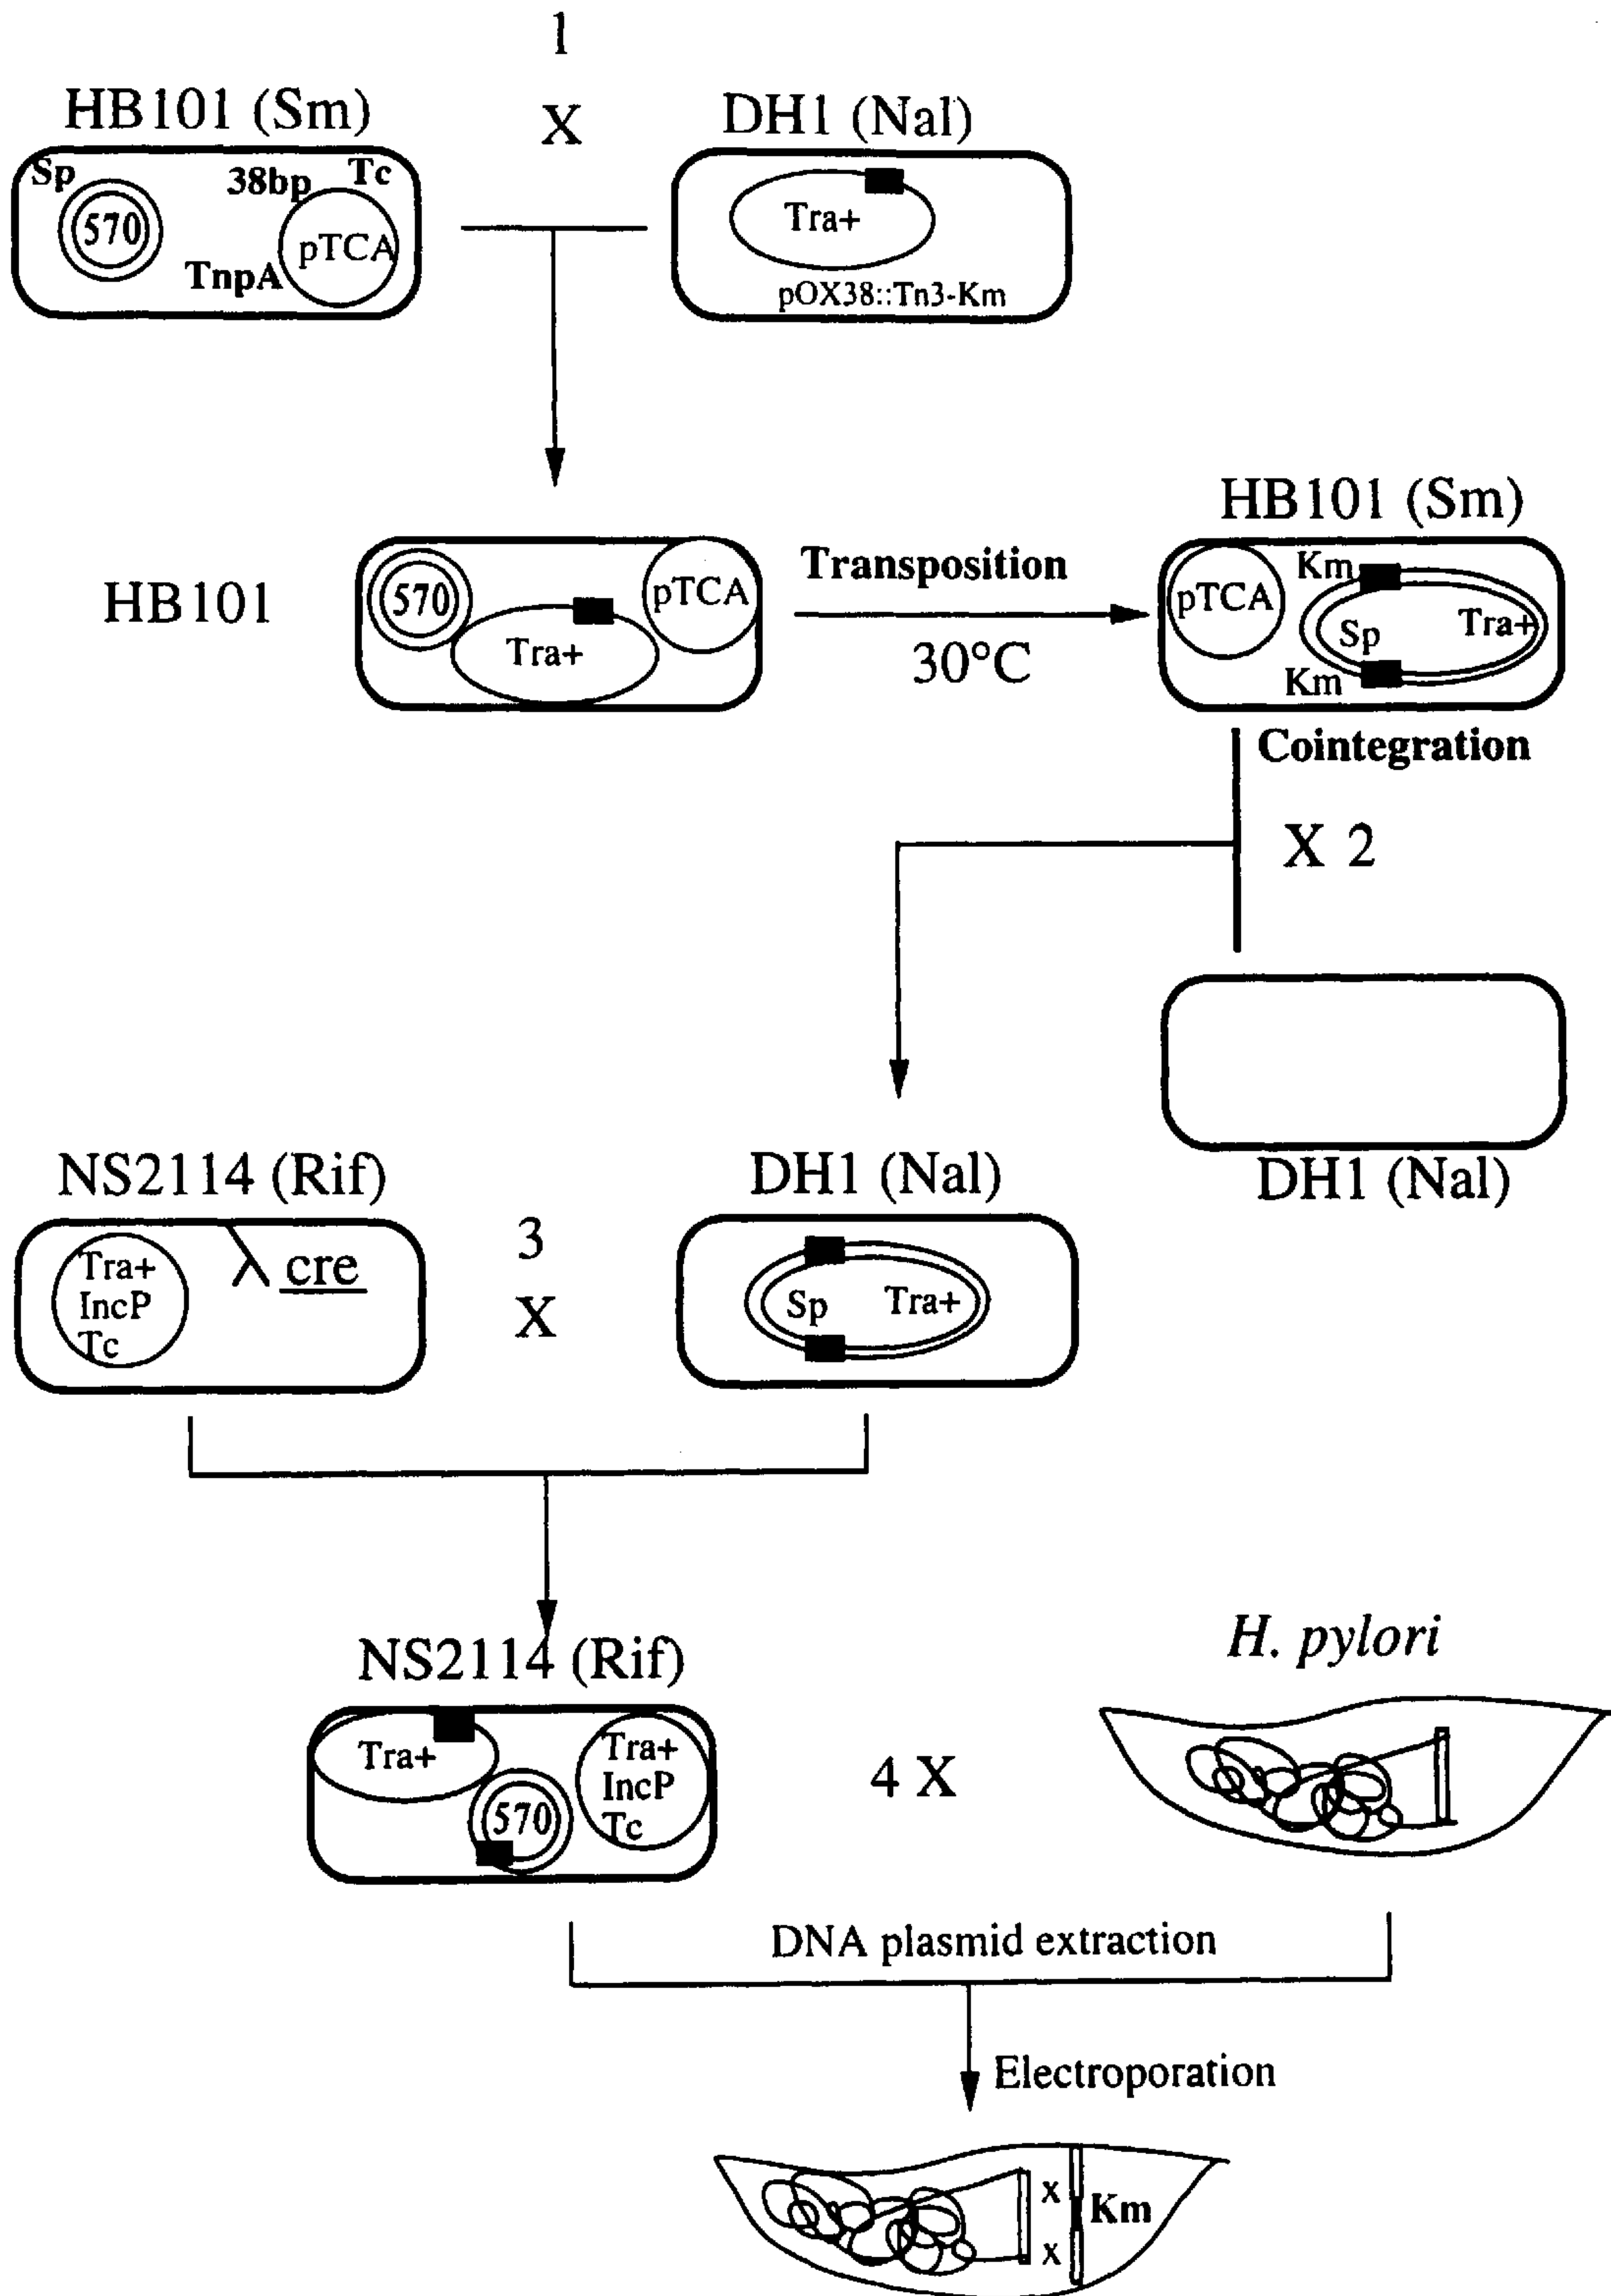 1
HB101 (Sm)
X
DH1 (Nal)
Sp
38bp
Tc
570
pTCA
TnpA
Tra+
pOX38::Tn3-Km
HB101 (Sm)
HB101
570
Tra+
pTCA
Transposition
30°C
pTCA
Km
Sp
Tra+
Km
Cointegration
X 2
DH1 (Nal)
NS2114 (Rif)
3
X
DH1 (Nal)
Tra+
IncP
Tc
λ cre
Sp
Tra+
NS2114 (Rif)
H. pylori
Tra+
570
Tra+
IncP
Tc
4 X
DNA plasmid extraction
Electroporation
x
Km
x